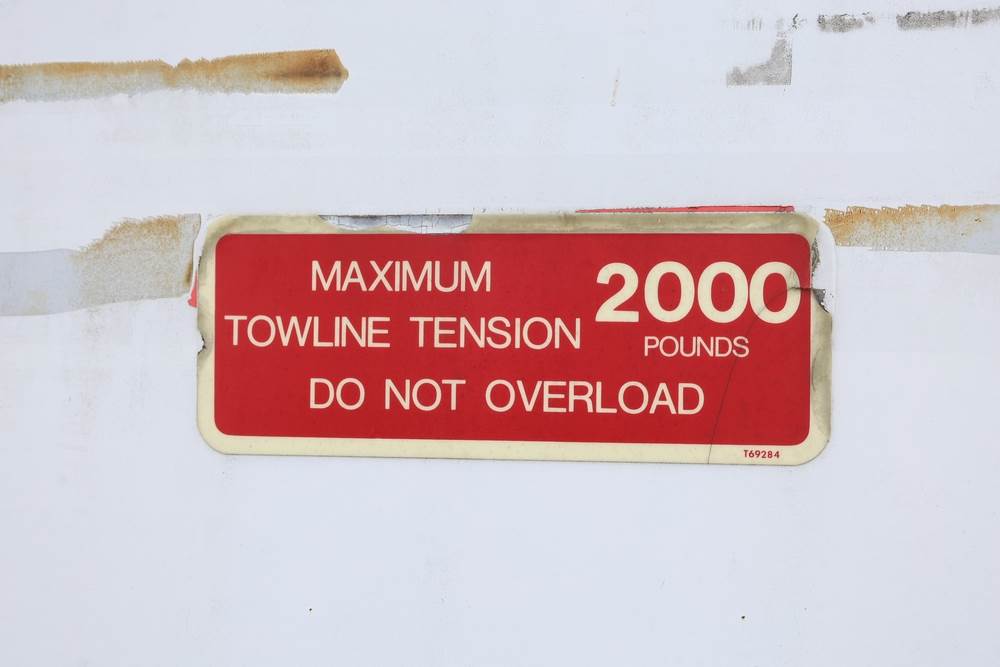 MAXIMUM
TOWLINE TENSION
2000
POUNDS
DO NOT OVERLOAD
T69284